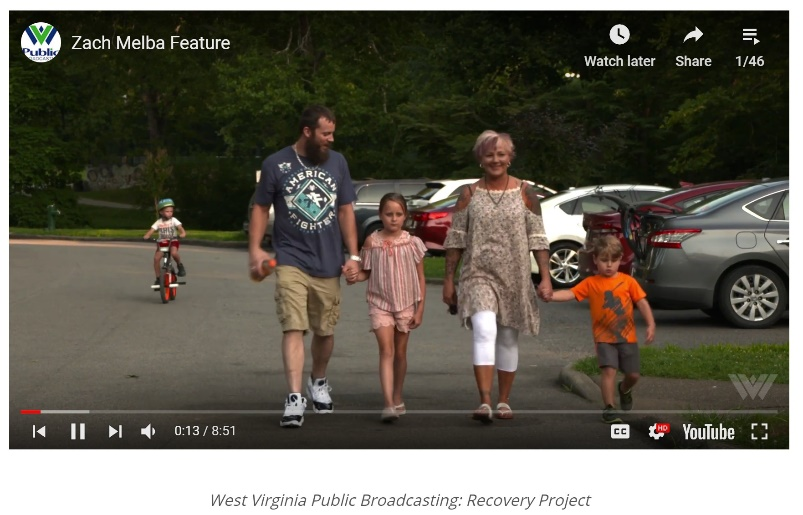 Public
BROADCASTING
Zach Melba Feature
Watch later
Share
1/46
AMERICAN
FIGHTER
0:13 / 8:51
CC
HD
YouTube
West Virginia Public Broadcasting: Recovery Project